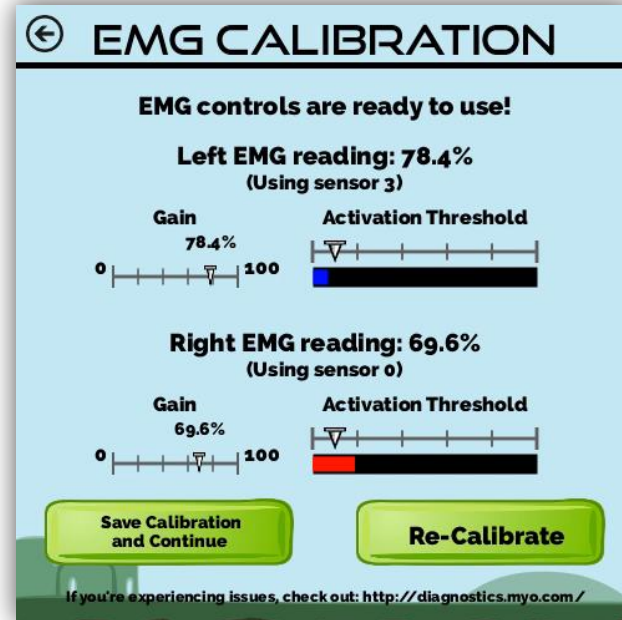 EMG CALIBRATION
EMG controls are ready to use!
Left EMG reading: 78.4%
(Using sensor 3)
Gain
Activation Threshold
78.4%
0 100
Right EMG reading: 69.6%
(Using sensor 0)
Gain
Activation Threshold
69.6%
0 100
Save Calibration
and Continue
Re-Calibrate
If you're experiencing issues, check out: http://diagnostics.myo.com/